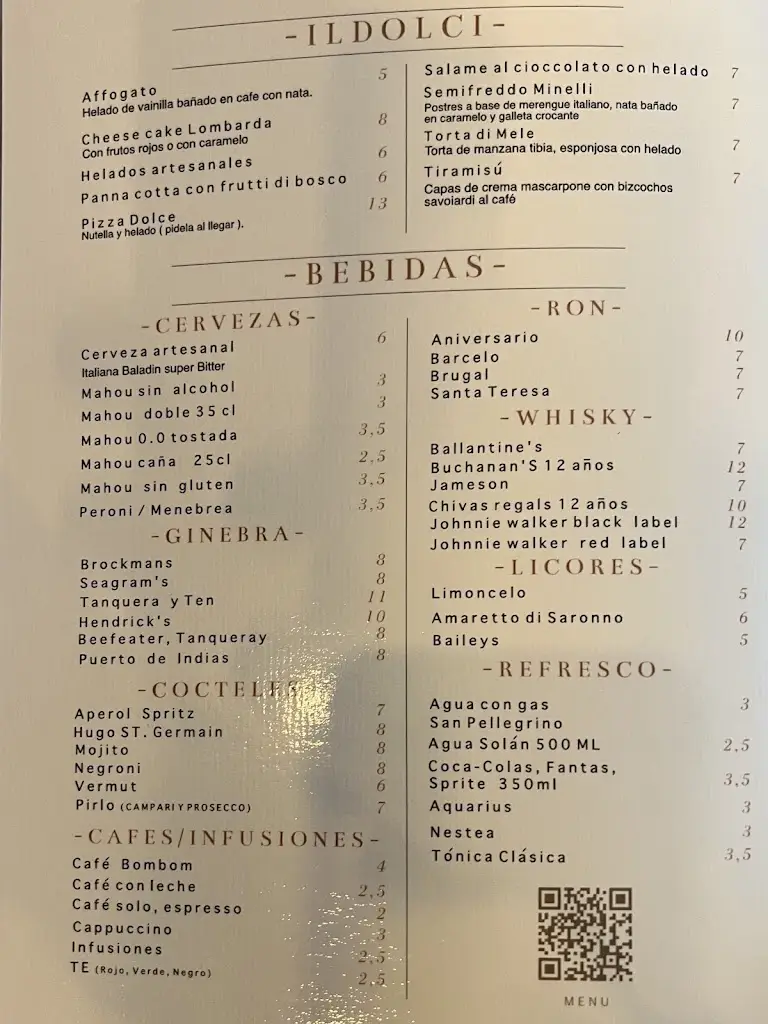 -ILDOLCI-
Affogato 5
Helado de vainilla bañado en cafe con nata.
Cheese cake Lombarda 8
Con frutos rojos o con caramelo
Helados artesanales 6
Panna cotta con frutti di bosco 6
Pizza Dolce 13
Nutella y helado ( pidela al llegar ).
Salame al cioccolato con helado 7
Semifreddo Minelli
Postres a base de merengue italiano, nata bañado 7
en caramelo y galleta crocante
Torta di Mele
Torta de manzana tibia, esponjosa con helado 7
Tiramisú 7
Capas de crema mascarpone con bizcochos
savoiardi al café
-BEBIDAS-
-CERVEZAS-
Cerveza artesanal 6
Italiana Baladin super Bitter
Mahou sin alcohol 3
Mahou doble 35 cl 3
Mahou 0.0 tostada 3,5
Mahou caña 25cl 2,5
Mahou sin gluten 3,5
Peroni / Menebrea 3,5
-GINEBRA-
Brockmans 8
Seagram's 8
Tanquera y Ten 11
Hendrick's 10
Beefeater, Tanqueray 8
Puerto de Indias 8
-COCTELES
Aperol Spritz 7
Hugo ST. Germain 8
Mojito 8
Negroni 8
Vermut 6
Pirlo (CAMPARI Y PROSECCO) 7
-CAFES/INFUSIONES-
Café Bombom 4
Café con leche 2,5
Café solo, espresso 2
Cappuccino 3
Infusiones 2,5
TE (Rojo, Verde, Negro) 2,5
-RON-
Aniversario 10
Barcelo 7
Brugal 7
Santa Teresa 7
-WHISKY-
Ballantine's 7
Buchanan'S 12 años 12
Jameson 7
Chivas regals 12 años 10
Johnnie walker black label 12
Johnnie walker red label 7
-LICORES-
Limoncelo 5
Amaretto di Saronno 6
Baileys 5
-REFRESCO-
Agua con gas 3
San Pellegrino
Agua Solán 500 ML 2,5
Coca-Colas, Fantas,
Sprite 350ml 3,5
Aquarius 3
Nestea 3
Tónica Clásica 3,5
MENU